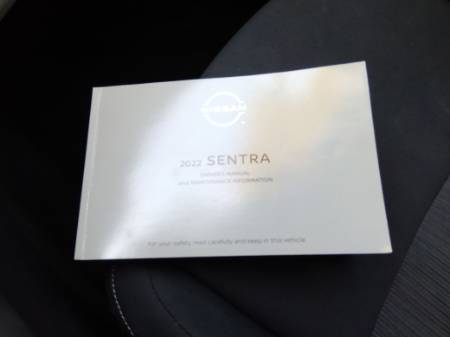 NISSAN
2022 SENTRA
OWNER'S MANUAL
and MAINTENANCE INFORMATION
For your safety, read carefully and keep in this vehicle.